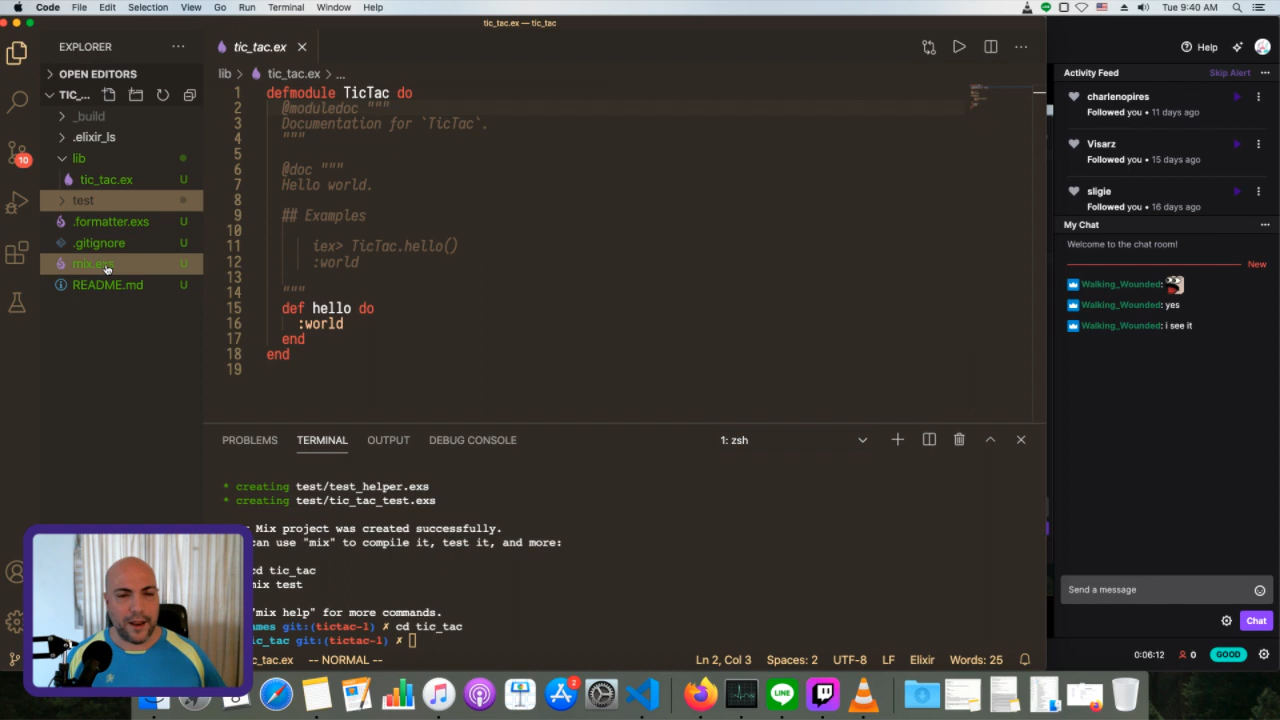 Code File Edit Selection View Go Run Terminal Window Help Tue 9:40 AM
tic_tac.ex — tic_tac
EXPLORER
OPEN EDITORS
TIC_...
_build
.elixir_ls
lib
tic_tac.ex U
test
.formatter.exs U
.gitignore U
mix.exs U
README.md U
10
tic_tac.ex
lib > tic_tac.ex > ...
1 defmodule TicTac do
2 @moduledoc """
3 Documentation for `TicTac`.
4 """
5
6 @doc """
7 Hello world.
8
9 ## Examples
10
11 iex> TicTac.hello()
12 :world
13
14 """
15 def hello do
16 :world
17 end
18 end
19
PROBLEMS TERMINAL OUTPUT DEBUG CONSOLE 1: zsh
* creating test/test_helper.exs
* creating test/tic_tac_test.exs
Mix project was created successfully.
can use "mix" to compile it, test it, and more:
cd tic_tac
mix test
"mix help" for more commands.
ames git:(tictac-1) ✗ cd tic_tac
ic_tac git:(tictac-1) ✗
_tac.ex -- NORMAL -- Ln 2, Col 3 Spaces: 2 UTF-8 LF Elixir Words: 25
Help
Activity Feed Skip Alert
charlenopires
Followed you • 11 days ago
Visarz
Followed you • 15 days ago
sligie
Followed you • 16 days ago
My Chat
Welcome to the chat room!
New
Walking_Wounded:
Walking_Wounded: yes
Walking_Wounded: i see it
Send a message
Chat
0:06:12 0 GOOD
2